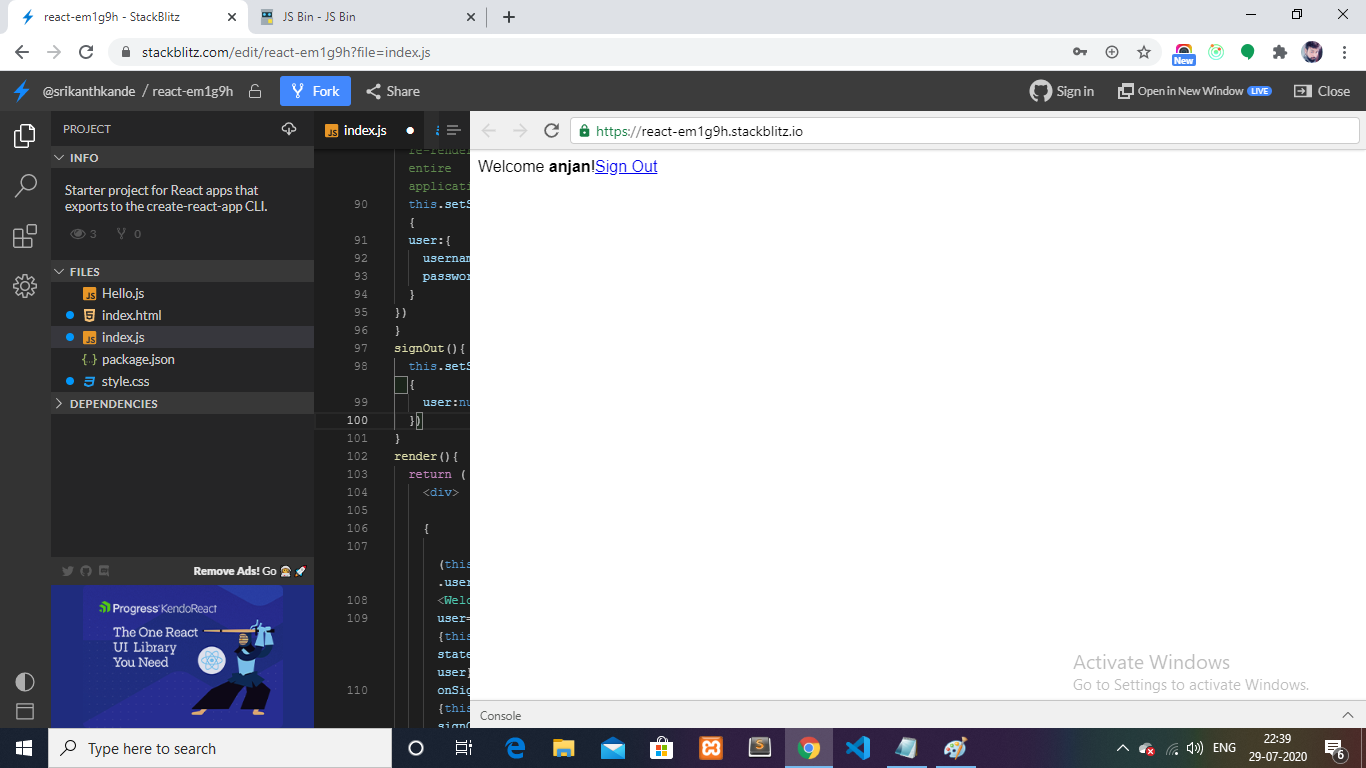 react-em1g9h - StackBlitz
JS Bin - JS Bin
stackblitz.com/edit/react-em1g9h?file=index.js
New
@srikanthkande / react-em1g9h
Fork
Share
Sign in
Open in New Window LIVE
Close
PROJECT
INFO
Starter project for React apps that
exports to the create-react-app CLI.
3
0
FILES
Hello.js
index.html
index.js
package.json
style.css
DEPENDENCIES
Remove Ads! Go
Progress KendoReact
The One React
UI Library
You Need
index.js
re-render
entire
applicati
90 this.setS
{
91 user:{
92 usernam
93 passwor
94 }
95 })
96 }
97 signOut(){
98 this.setS
{
99 user:nu
100 })
101 }
102 render(){
103 return (
104 <div>
105
106 {
107
(this
.user
108 <Welc
109 user=
{this
state
user}
110 onSig
{this
signO
https://react-em1g9h.stackblitz.io
Welcome anjan!Sign Out
Activate Windows
Go to Settings to activate Windows.
Console
Type here to search
ENG
22:39
29-07-2020
6